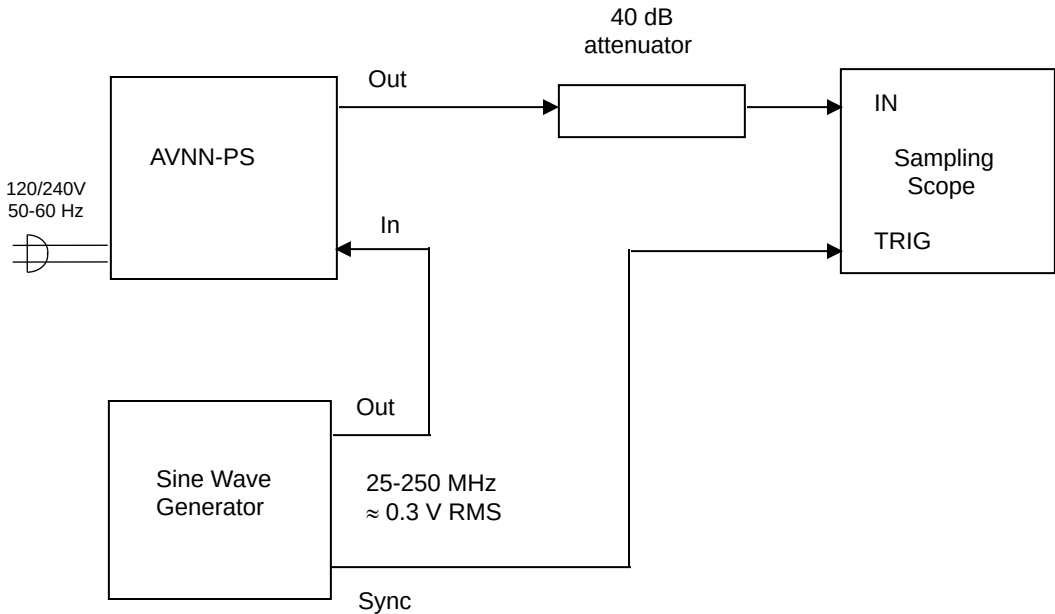 40 dB
attenuator
Out
IN
AVNN-PS
Sampling
Scope
120/240V
50-60 Hz
In
TRIG
Out
Sine Wave
Generator
25-250 MHz
≈ 0.3 V RMS
Sync